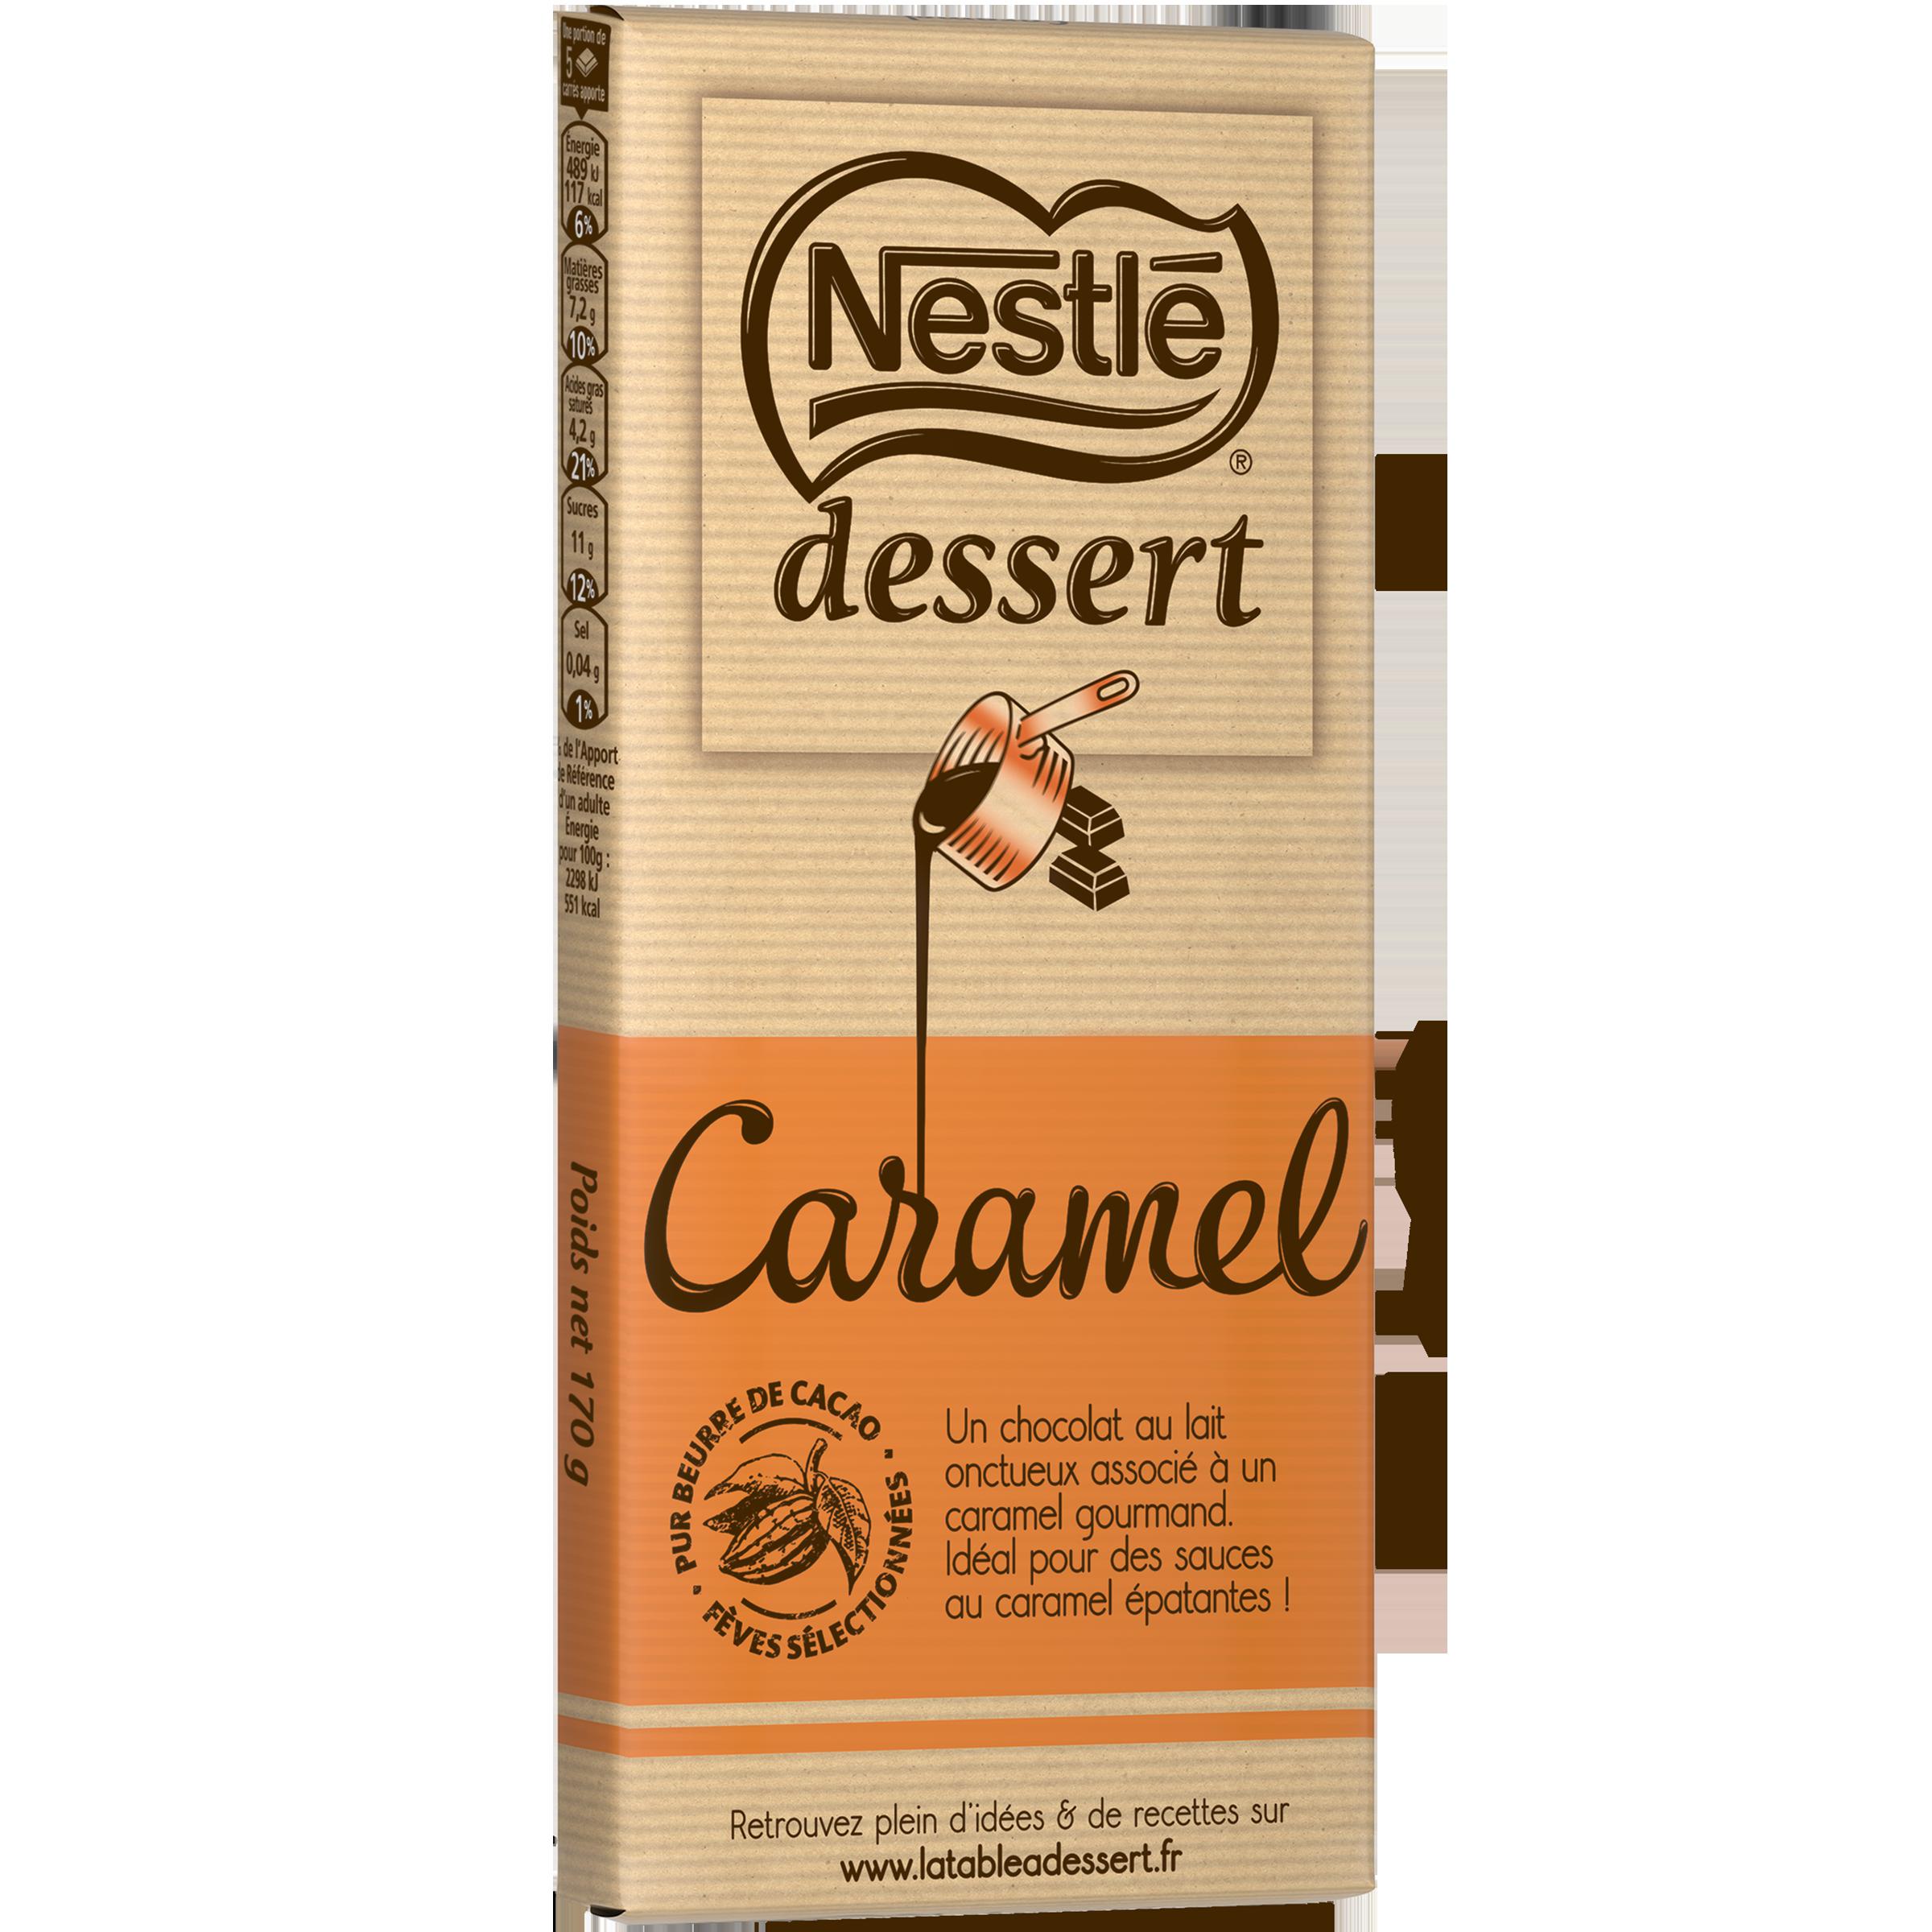 Une portion de
5
carrés apporte
Énergie
489 kJ
117 kcal
6%
Matières
grasses
7,2 g
10%
Acides gras
saturés
4,2 g
21%
Sucres
11 g
12%
Sel
0,04 g
1%
de l'Apport
de Référence
d'un adulte
Énergie
pour 100g :
2298 kJ
551 kcal
Poids net 170 g
Nestlé
®
dessert
Caramel
PUR BEURRE DE CACAO
FÈVES SÉLECTIONNÉES
Un chocolat au lait
onctueux associé à un
caramel gourmand.
Idéal pour des sauces
au caramel épatantes !
Retrouvez plein d'idées & de recettes sur
www.latableadessert.fr